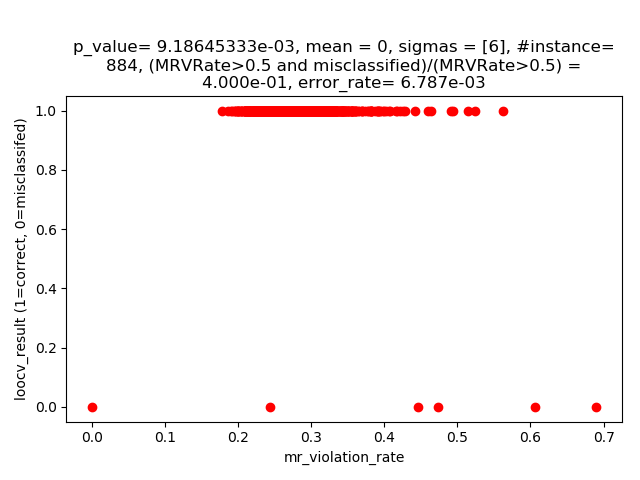 p_value= 9.18645333e-03, mean = 0, sigmas = [6], #instance=
884, (MRVRate>0.5 and misclassified)/(MRVRate>0.5) =
4.000e-01, error_rate= 6.787e-03
loocv_result (1=correct, 0=misclassifed)
1.0
0.8
0.6
0.4
0.2
0.0
0.0 0.1 0.2 0.3 0.4 0.5 0.6 0.7
mr_violation_rate